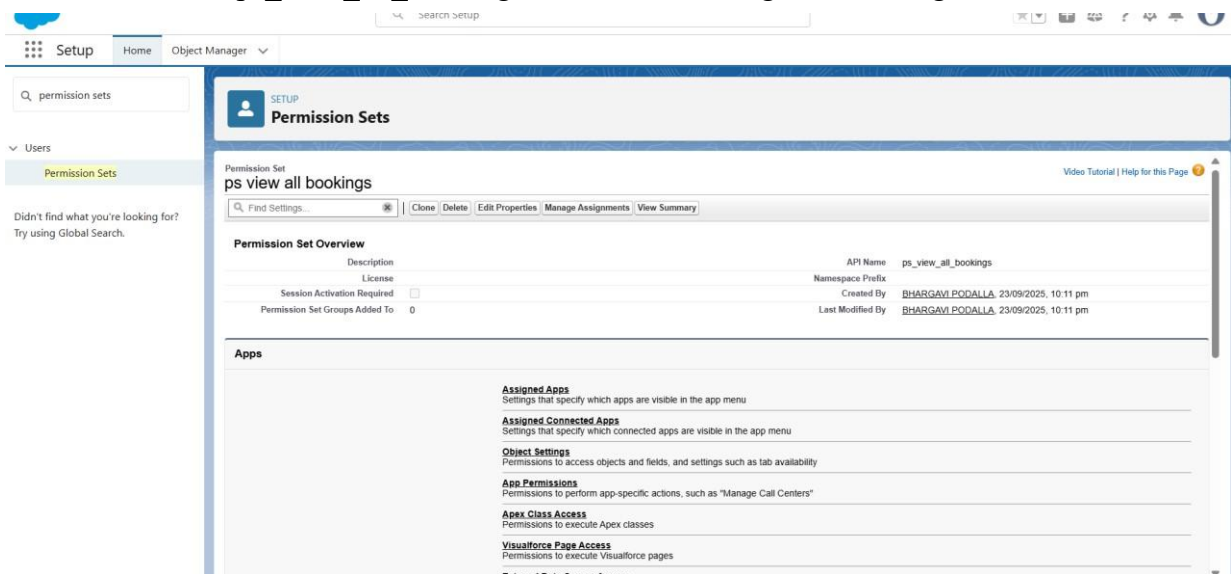 Search Setup
Setup Home Object Manager
permission sets
SETUP
Permission Sets
Users
Permission Sets
Didn't find what you're looking for?
Try using Global Search.
Permission Set
ps view all bookings
Video Tutorial | Help for this Page
Find Settings... Clone Delete Edit Properties Manage Assignments View Summary
Permission Set Overview
Description API Name ps_view_all_bookings
License Namespace Prefix
Session Activation Required Created By BHARGAVI PODALLA, 23/09/2025, 10:11 pm
Permission Set Groups Added To 0 Last Modified By BHARGAVI PODALLA, 23/09/2025, 10:11 pm
Apps
Assigned Apps
Settings that specify which apps are visible in the app menu
Assigned Connected Apps
Settings that specify which connected apps are visible in the app menu
Object Settings
Permissions to access objects and fields, and settings such as tab availability
App Permissions
Permissions to perform app-specific actions, such as "Manage Call Centers"
Apex Class Access
Permissions to execute Apex classes
Visualforce Page Access
Permissions to execute Visualforce pages